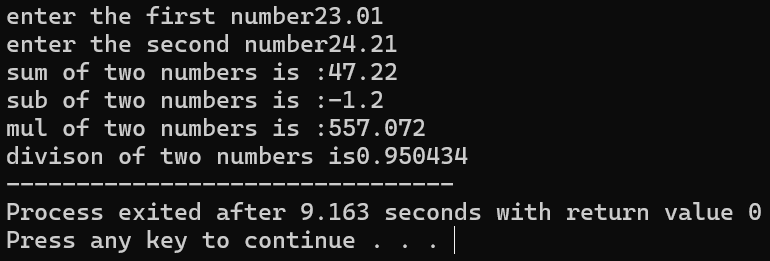 enter the first number23.01
enter the second number24.21
sum of two numbers is :47.22
sub of two numbers is :-1.2
mul of two numbers is :557.072
divison of two numbers is0.950434
--------------------------------
Process exited after 9.163 seconds with return value 0
Press any key to continue . . .